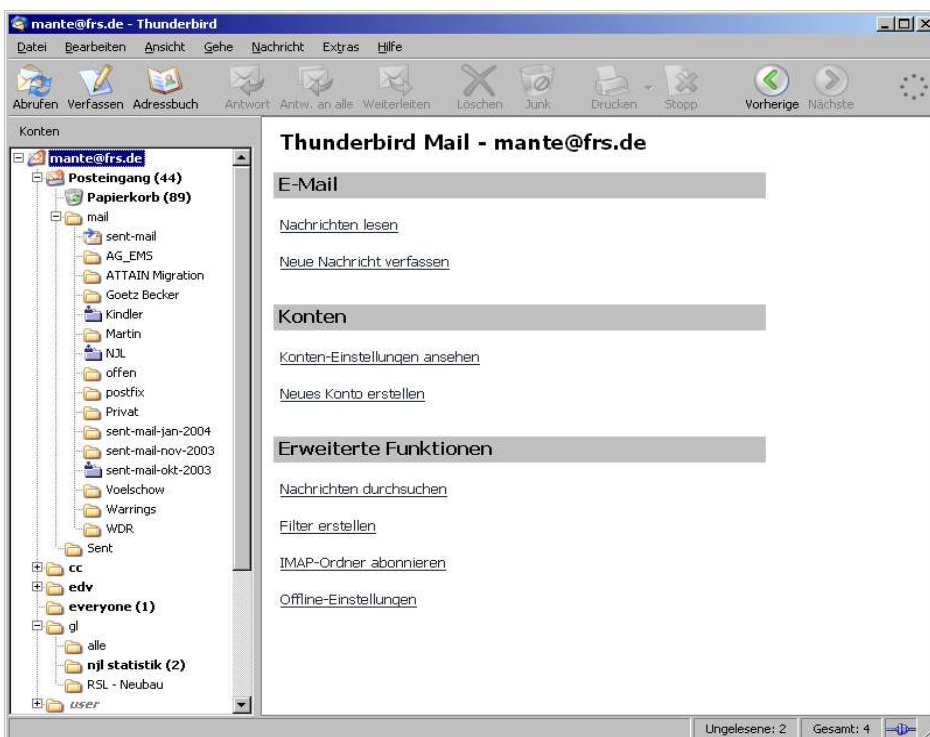 mante@frs.de - Thunderbird
Datei Bearbeiten Ansicht Gehe Nachricht Extras Hilfe
Abrufen Verfassen Adressbuch Antwort Antw. an alle Weiterleiten Löschen Junk Drucken Stopp Vorherige Nächste
Konten
mante@frs.de
Posteingang (44)
Papierkorb (89)
mail
sent-mail
AG_EMS
ATTAIN Migration
Goetz Becker
Kindler
Martin
NJL
offen
postfix
Privat
sent-mail-jan-2004
sent-mail-nov-2003
sent-mail-okt-2003
Voelschow
Warrings
WDR
Sent
cc
edv
everyone (1)
gl
alle
njl statistik (2)
RSL - Neubau
user
Thunderbird Mail - mante@frs.de
E-Mail
Nachrichten lesen
Neue Nachricht verfassen
Konten
Konten-Einstellungen ansehen
Neues Konto erstellen
Erweiterte Funktionen
Nachrichten durchsuchen
Filter erstellen
IMAP-Ordner abonnieren
Offline-Einstellungen
Ungelesene: 2 Gesamt: 4